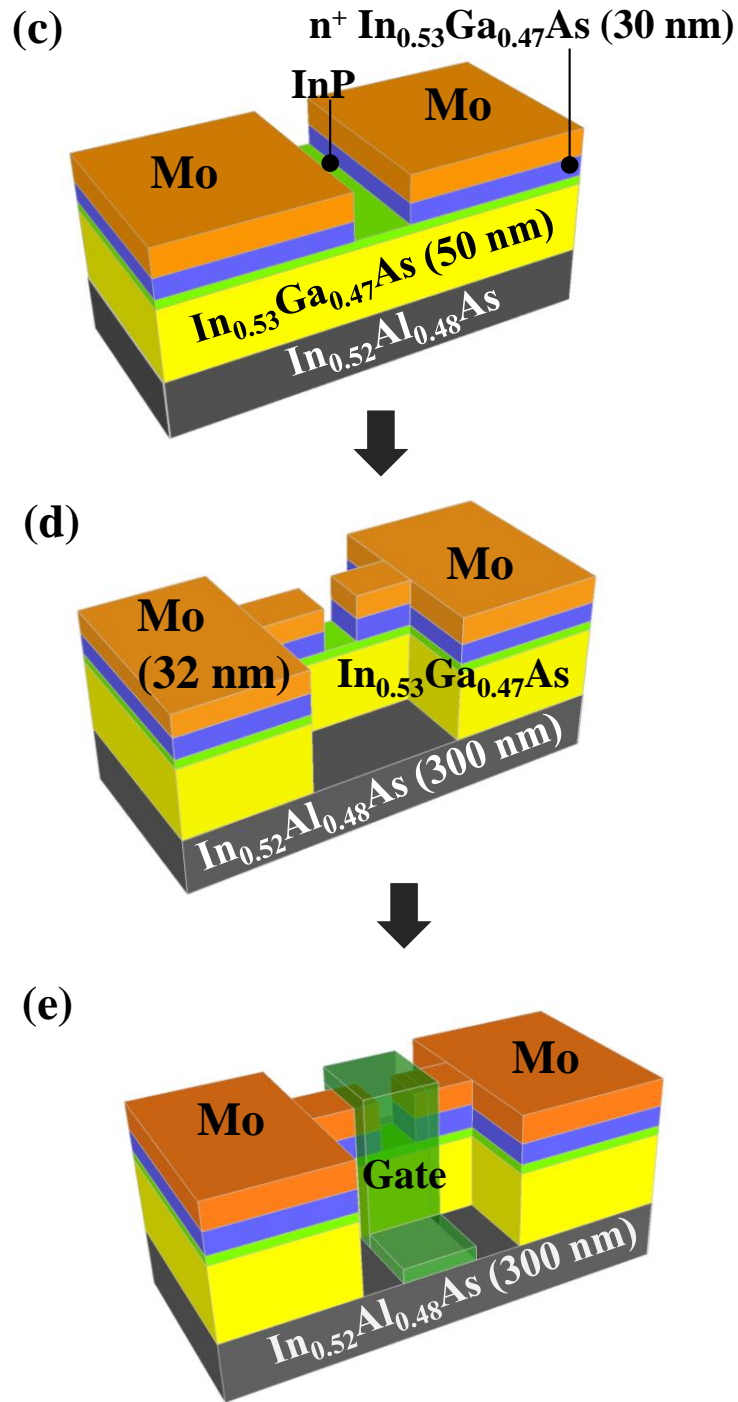 (c)
n⁺ In₀.₅₃Ga₀.₄₇As (30 nm)
InP
Mo
Mo
In₀.₅₃Ga₀.₄₇As (50 nm)
In₀.₅₂Al₀.₄₈As
(d)
Mo
Mo
(32 nm)
In₀.₅₃Ga₀.₄₇As
In₀.₅₂Al₀.₄₈As (300 nm)
(e)
Mo
Mo
Gate
In₀.₅₂Al₀.₄₈As (300 nm)